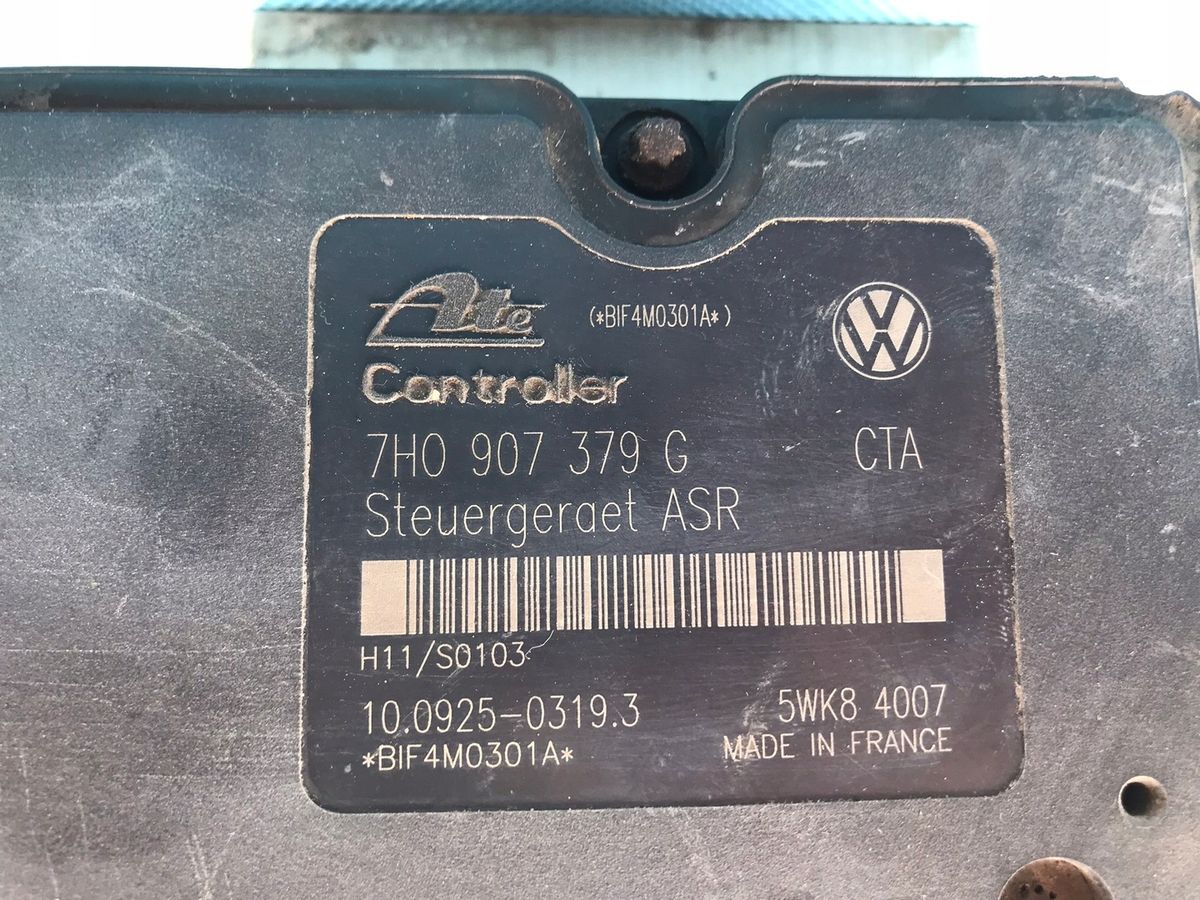 Ate (*BIF4M0301A*)
Controller
7H0 907 379 G CTA
Steuergeraet ASR
H11/S0103
10.0925-0319.3 5WK8 4007
*BIF4M0301A* MADE IN FRANCE